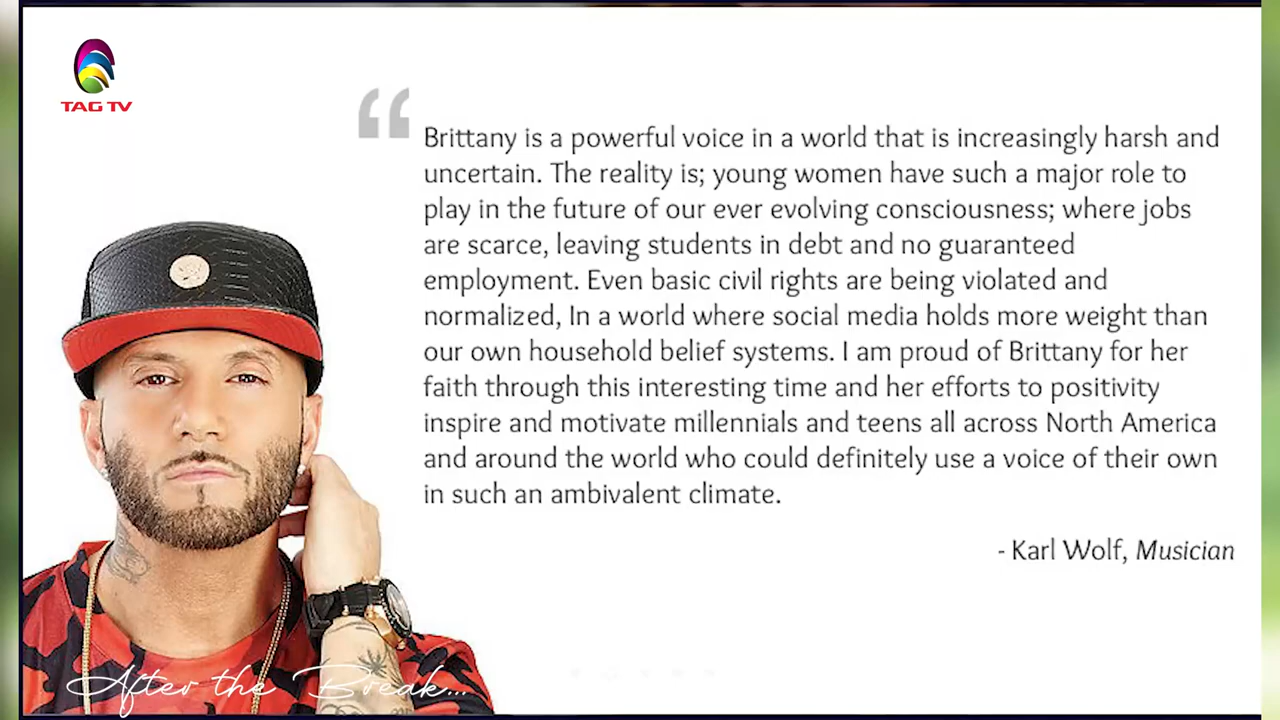 TAG TV
“
Brittany is a powerful voice in a world that is increasingly harsh and
uncertain. The reality is; young women have such a major role to
play in the future of our ever evolving consciousness; where jobs
are scarce, leaving students in debt and no guaranteed
employment. Even basic civil rights are being violated and
normalized, In a world where social media holds more weight than
our own household belief systems. I am proud of Brittany for her
faith through this interesting time and her efforts to positivity
inspire and motivate millennials and teens all across North America
and around the world who could definitely use a voice of their own
in such an ambivalent climate.
- Karl Wolf, Musician
After the Break...